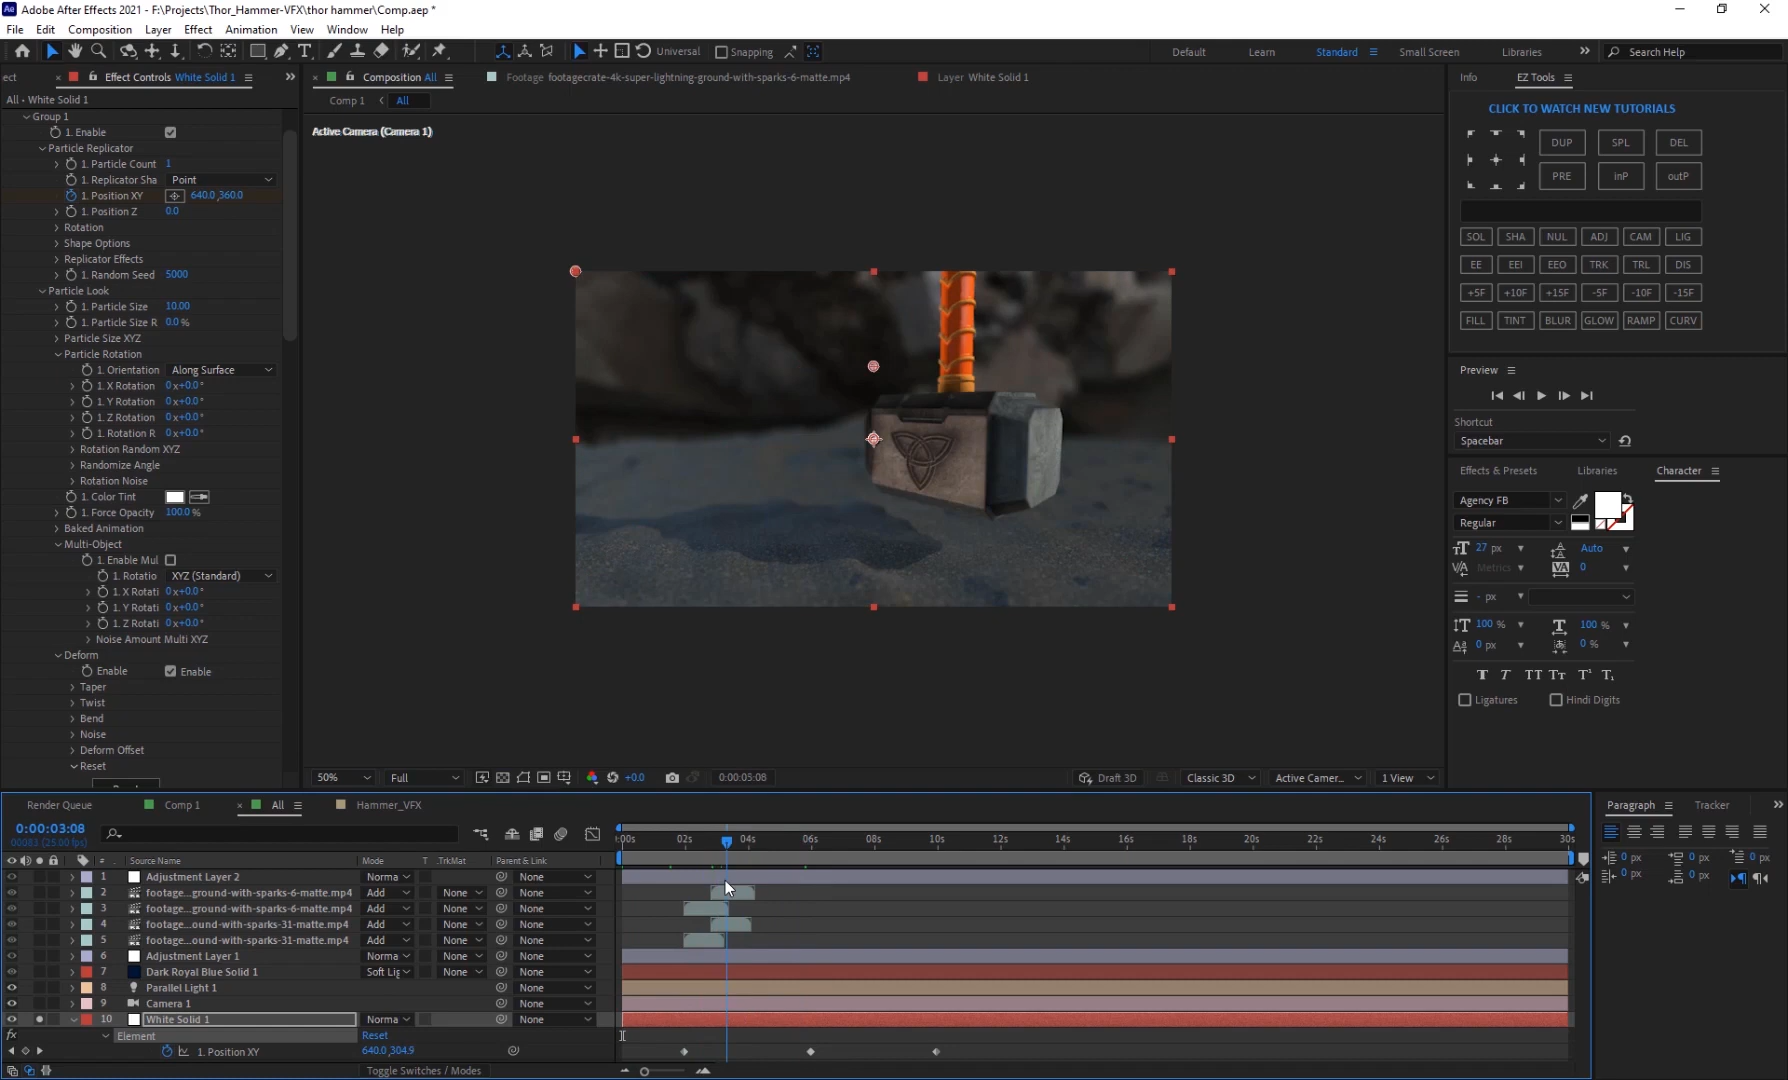 Adobe After Effects 2021 - F:\Projects\Thor_Hammer-VFX\thor hammer\Comp.aep *
File Edit Composition Layer Effect Animation View Window Help
Universal Snapping Default Learn Standard Small Screen Libraries Search Help
ect Effect Controls White Solid 1 Composition All Footage footagecrate-4k-super-lightning-ground-with-sparks-6-matte.mp4 Layer White Solid 1 Info EZ Tools
All • White Solid 1 Comp 1 All
Group 1
1. Enable
Particle Replicator
1. Particle Count 1
1. Replicator Sha Point
1. Position XY 640.0,360.0
1. Position Z 0.0
Rotation
Shape Options
Replicator Effects
1. Random Seed 5000
Particle Look
1. Particle Size 10.00
1. Particle Size R 0.0%
Particle Size XYZ
Particle Rotation
1. Orientation Along Surface
1. X Rotation 0x+0.0°
1. Y Rotation 0x+0.0°
1. Z Rotation 0x+0.0°
1. Rotation R 0x+0.0°
Rotation Random XYZ
Randomize Angle
Rotation Noise
1. Color Tint
1. Force Opacity 100.0%
Baked Animation
Multi-Object
1. Enable Mul
1. Rotatio XYZ (Standard)
1. X Rotati 0x+0.0°
1. Y Rotati 0x+0.0°
1. Z Rotati 0x+0.0°
Noise Amount Multi XYZ
Deform
Enable Enable
Taper
Twist
Bend
Noise
Deform Offset
Reset
Active Camera (Camera 1)
50% Full +0.0 0:00:03:08 Draft 3D Classic 3D Active Camer... 1 View
CLICK TO WATCH NEW TUTORIALS
DUP SPL DEL
PRE inP outP
SOL SHA NUL ADJ CAM LIG
EE EEI EEO TRK TRL DIS
+5F +10F +15F -5F -10F -15F
FILL TINT BLUR GLOW RAMP CURV
Preview
Shortcut
Spacebar
Effects & Presets Libraries Character
Agency FB
Regular
27 px Auto
Metrics 0
- px
100 % 100 %
0 px 0 %
Ligatures Hindi Digits
Render Queue Comp 1 All Hammer_VFX
0:00:03:08
00083 (25.00 fps)
:00s 02s 04s 06s 08s 10s 12s 14s 16s 18s 20s 22s 24s 26s 28s 30s
# Source Name Mode T .TrkMat Parent & Link
1 Adjustment Layer 2 Norma None
2 footage...ground-with-sparks-6-matte.mp4 Add None None
3 footage...ground-with-sparks-6-matte.mp4 Add None None
4 footage...ound-with-sparks-31-matte.mp4 Add None None
5 footage...ound-with-sparks-31-matte.mp4 Add None None
6 Adjustment Layer 1 Norma None None
7 Dark Royal Blue Solid 1 Soft Lig None None
8 Parallel Light 1 None
9 Camera 1 None
10 White Solid 1 Norma None None
fx Element Reset
1. Position XY 640.0,304.9
Toggle Switches / Modes
Paragraph Tracker
0 px 0 px 0 px
0 px 0 px